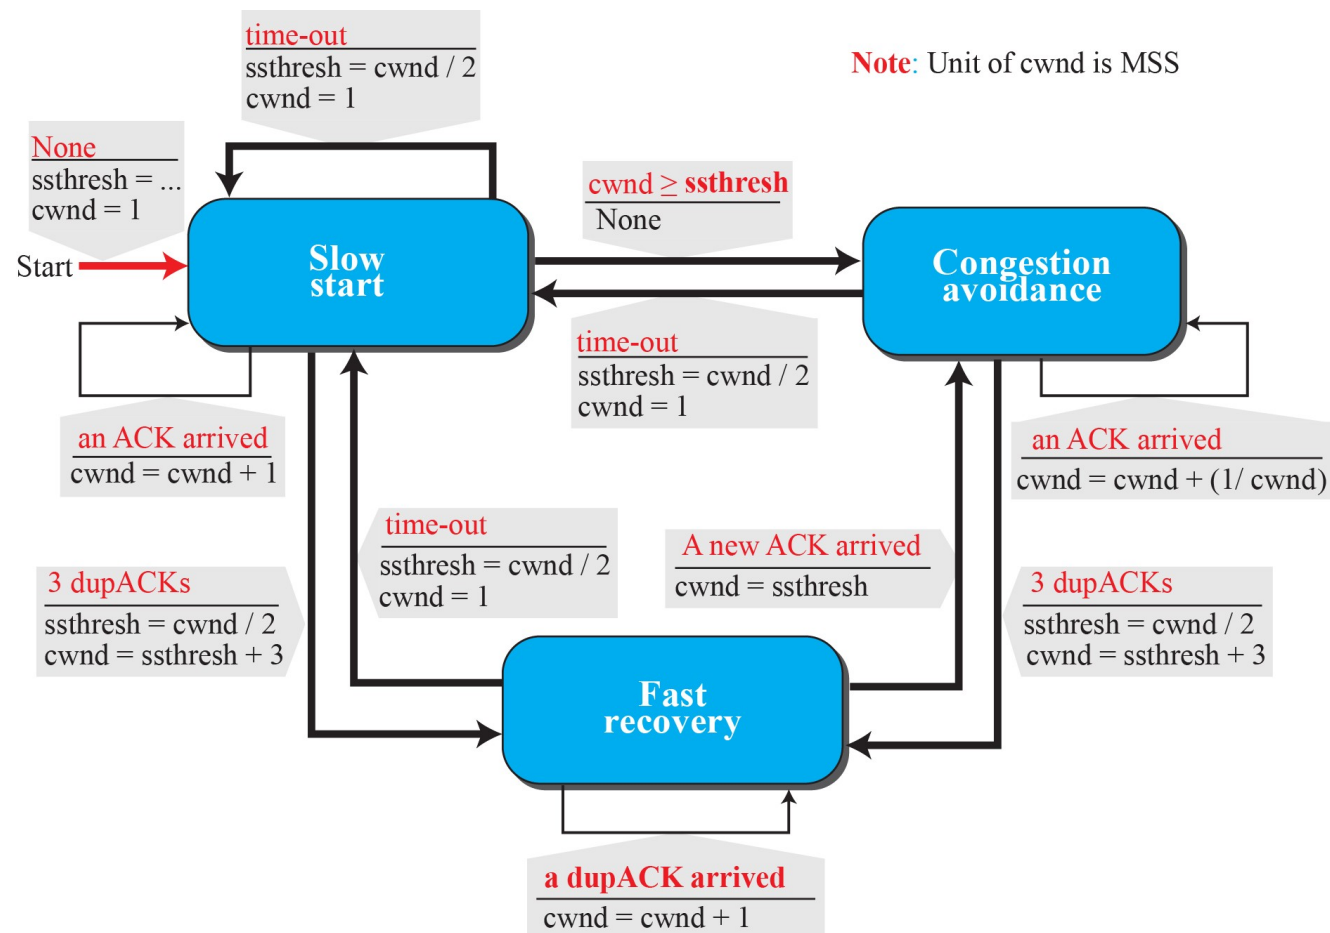 time-out
ssthresh = cwnd / 2
cwnd = 1
Note: Unit of cwnd is MSS
None
ssthresh = ...
cwnd = 1
Start
Slow
start
cwnd ≥ ssthresh
None
Congestion
avoidance
time-out
ssthresh = cwnd / 2
cwnd = 1
an ACK arrived
cwnd = cwnd + 1
an ACK arrived
cwnd = cwnd + (1/ cwnd)
time-out
ssthresh = cwnd / 2
cwnd = 1
A new ACK arrived
cwnd = ssthresh
3 dupACKs
ssthresh = cwnd / 2
cwnd = ssthresh + 3
3 dupACKs
ssthresh = cwnd / 2
cwnd = ssthresh + 3
Fast
recovery
a dupACK arrived
cwnd = cwnd + 1